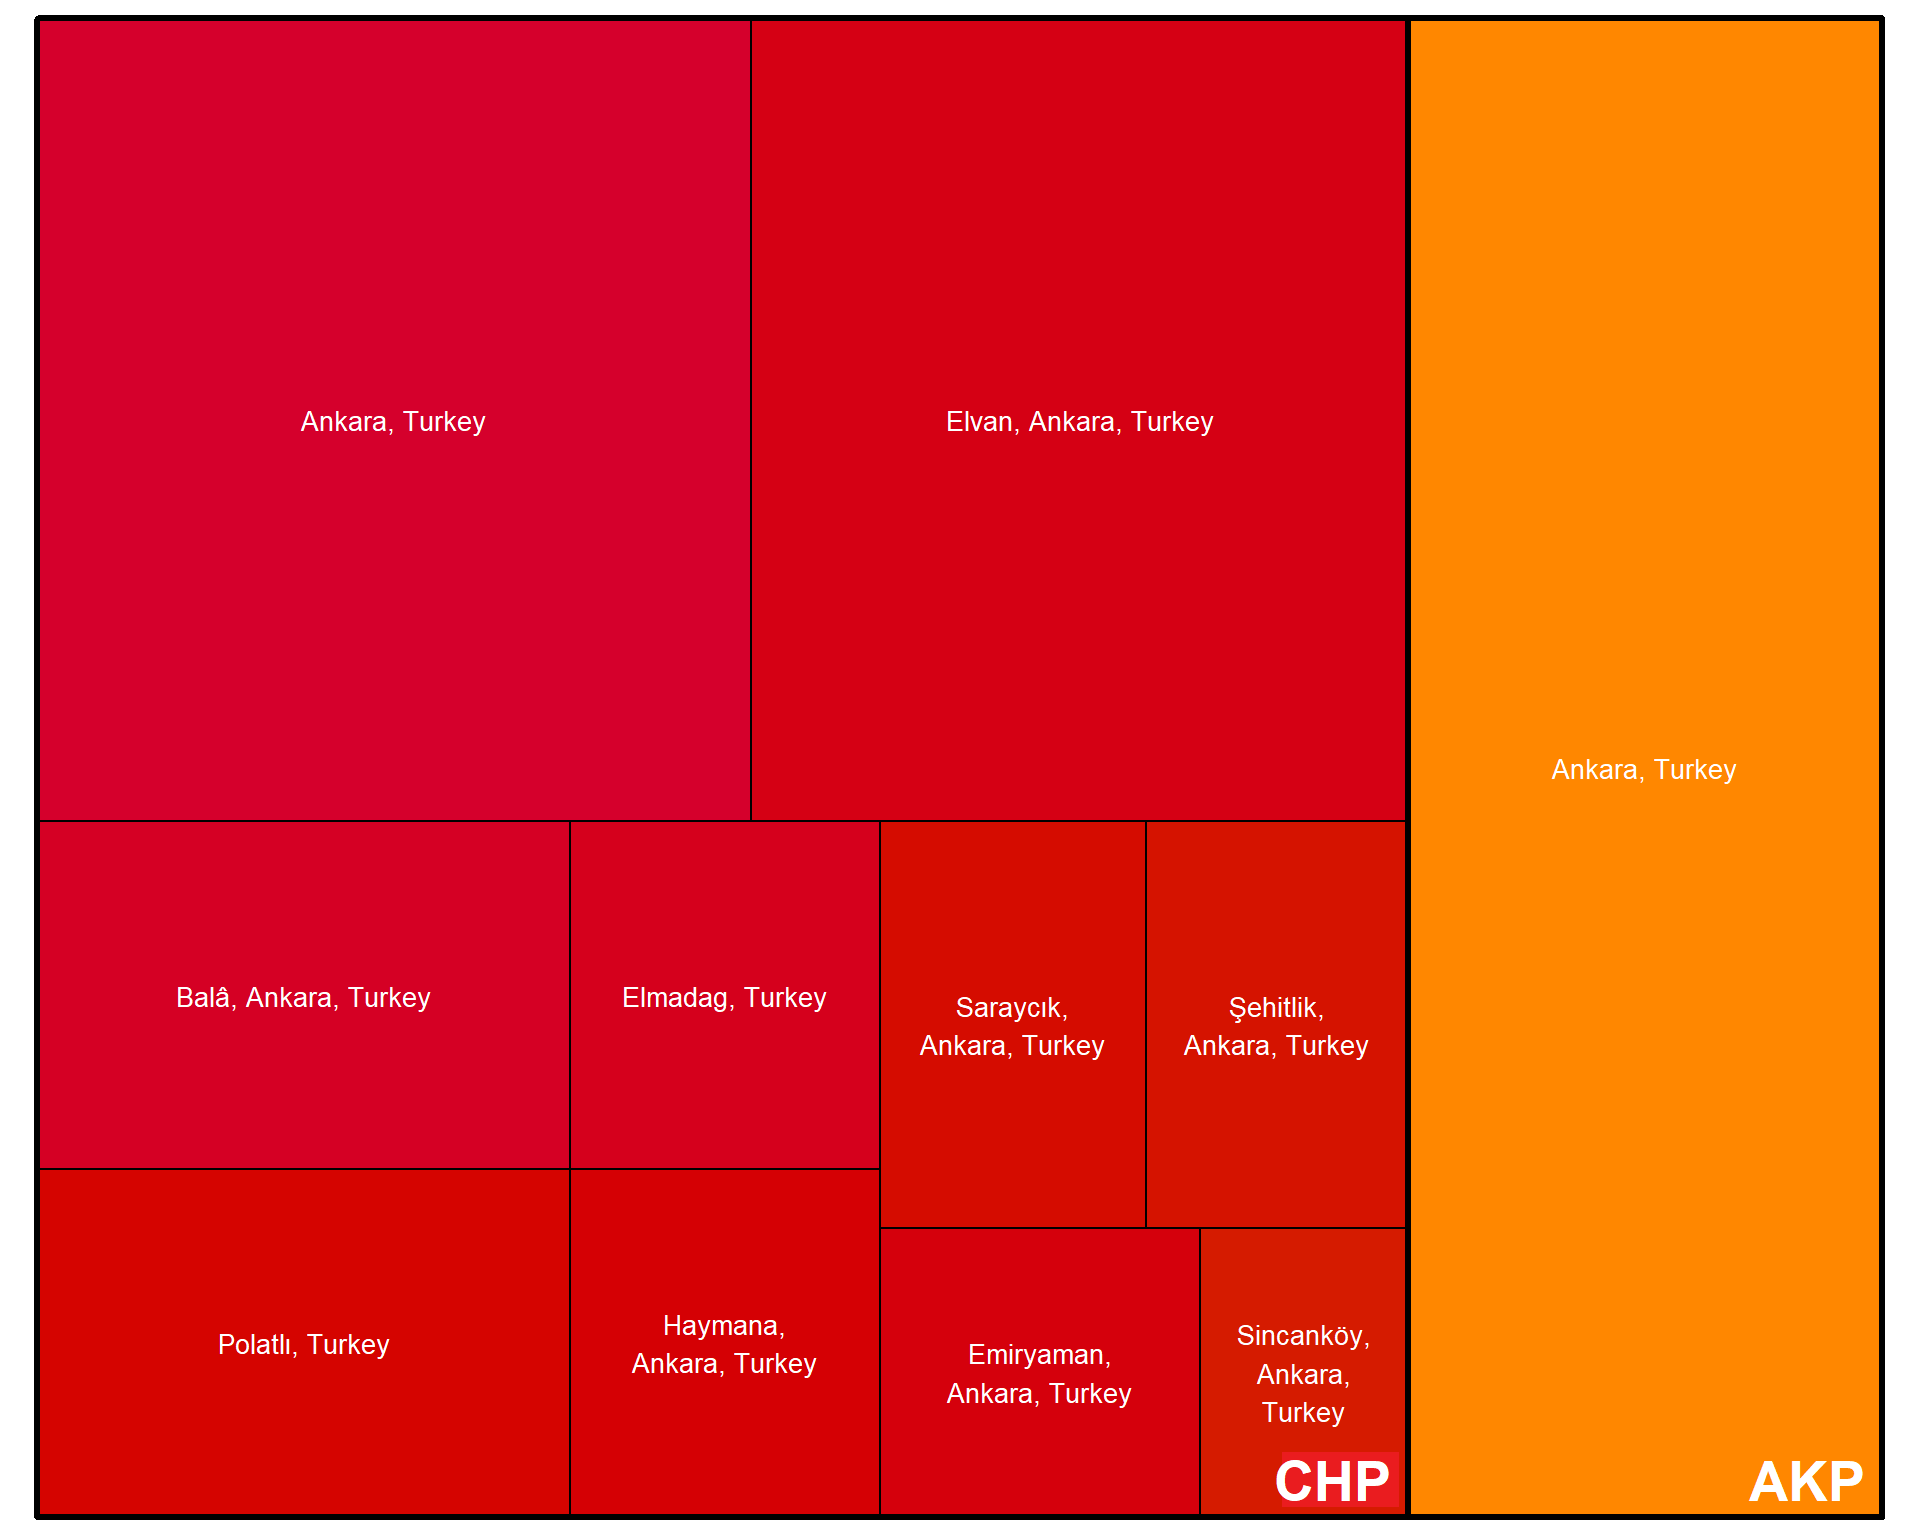 Ankara, Turkey
Elvan, Ankara, Turkey
Ankara, Turkey
Balâ, Ankara, Turkey
Elmadag, Turkey
Saraycık,
Ankara, Turkey
Şehitlik,
Ankara, Turkey
Polatlı, Turkey
Haymana,
Ankara, Turkey
Emiryaman,
Ankara, Turkey
Sincanköy,
Ankara,
Turkey
CHP
AKP